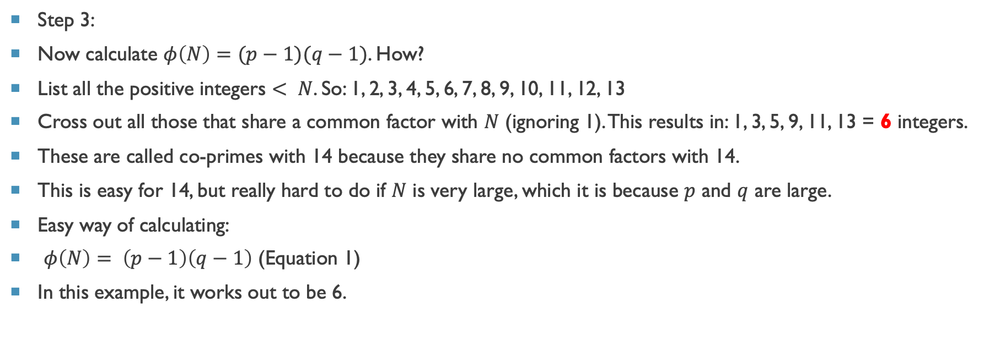 Step 3:
Now calculate ϕ(N) = (p − 1)(q − 1). How?
List all the positive integers < N. So: 1, 2, 3, 4, 5, 6, 7, 8, 9, 10, 11, 12, 13
Cross out all those that share a common factor with N (ignoring 1). This results in: 1, 3, 5, 9, 11, 13 = 6 integers.
These are called co-primes with 14 because they share no common factors with 14.
This is easy for 14, but really hard to do if N is very large, which it is because p and q are large.
Easy way of calculating:
ϕ(N) = (p − 1)(q − 1) (Equation 1)
In this example, it works out to be 6.